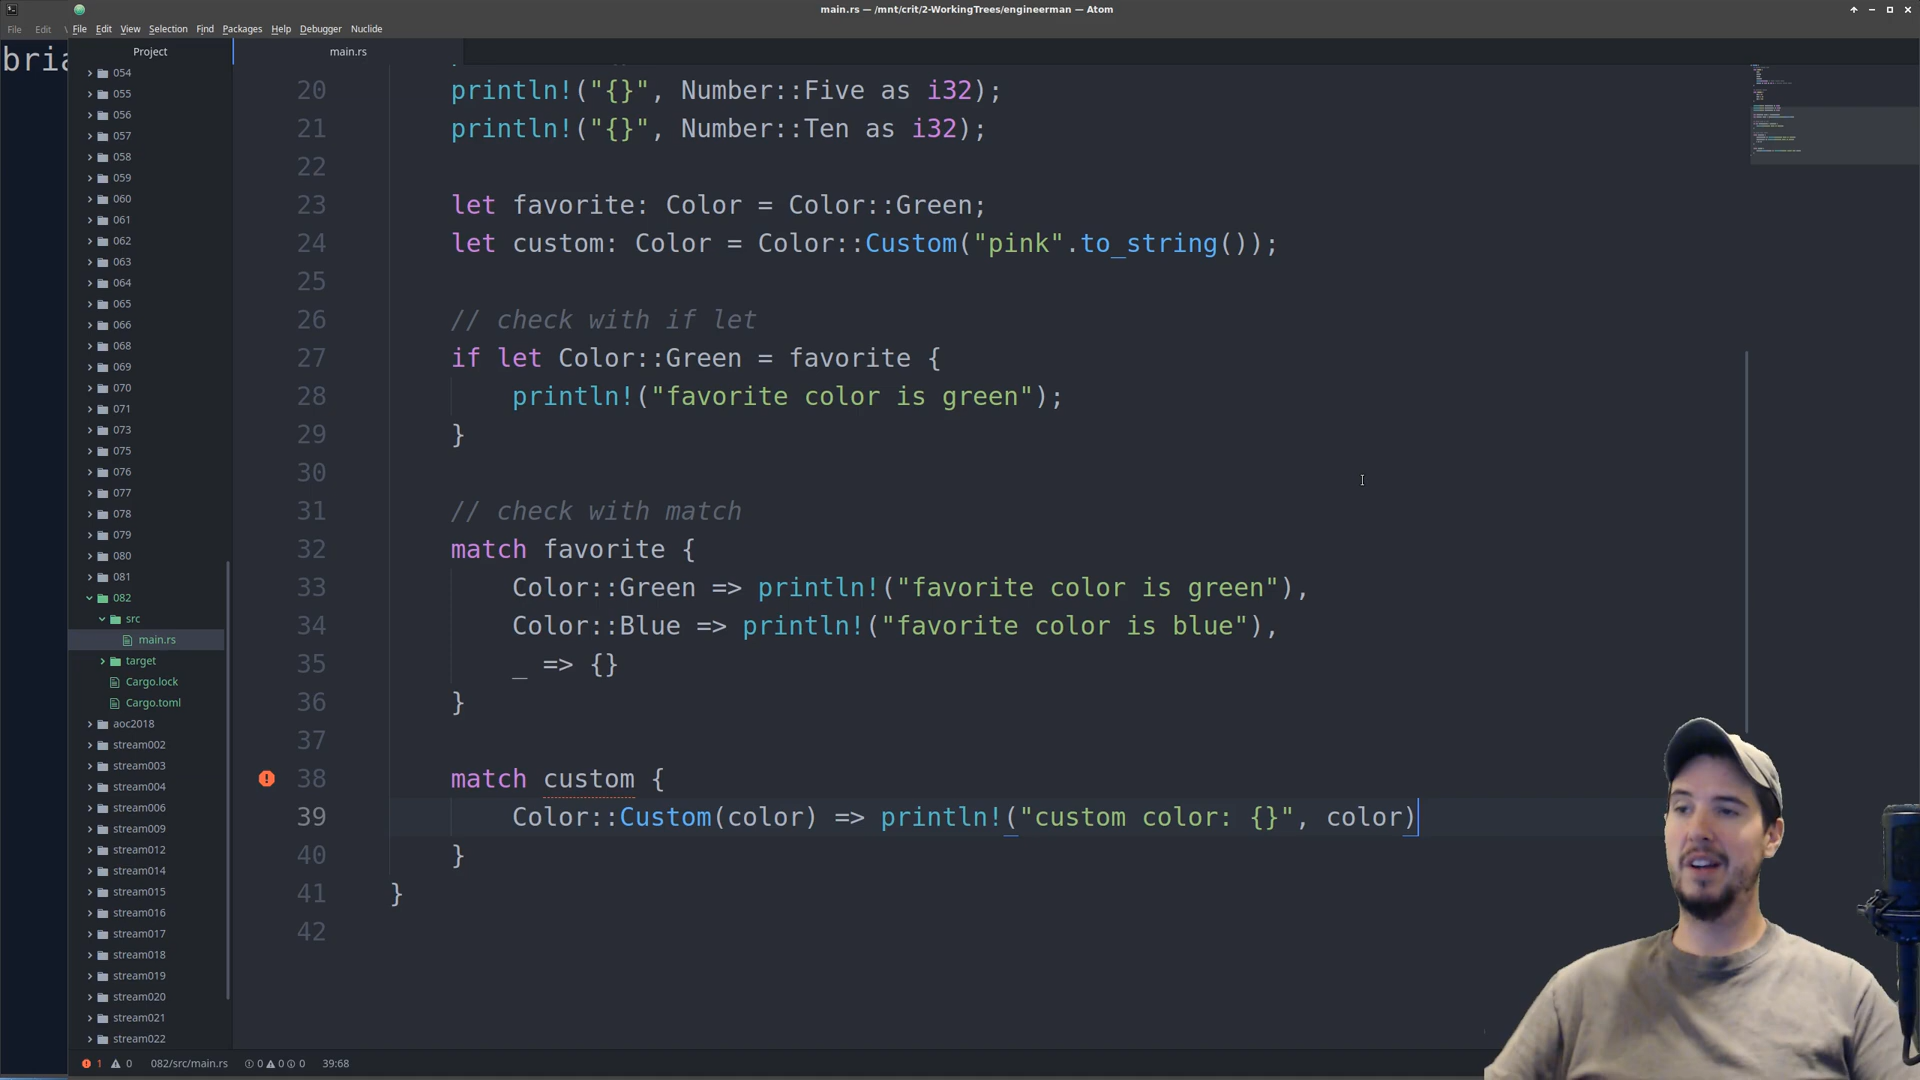 main.rs — /mnt/crit/2-WorkingTrees/engineerman — Atom
File Edit
File Edit View Selection Find Packages Help Debugger Nuclide
bria
Project
054
055
056
057
058
059
060
061
062
063
064
065
066
068
069
070
071
073
075
076
077
078
079
080
081
082
src
main.rs
target
Cargo.lock
Cargo.toml
aoc2018
stream002
stream003
stream004
stream006
stream009
stream012
stream014
stream015
stream016
stream017
stream018
stream019
stream020
stream021
stream022
main.rs
20 println!("{}", Number::Five as i32);
21 println!("{}", Number::Ten as i32);
22
23 let favorite: Color = Color::Green;
24 let custom: Color = Color::Custom("pink".to_string());
25
26 // check with if let
27 if let Color::Green = favorite {
28 println!("favorite color is green");
29 }
30
31 // check with match
32 match favorite {
33 Color::Green => println!("favorite color is green"),
34 Color::Blue => println!("favorite color is blue"),
35 _ => {}
36 }
37
38 match custom {
39 Color::Custom(color) => println!("custom color: {}", color)
40 }
41 }
42
1 0 082/src/main.rs 0 0 0 39:68